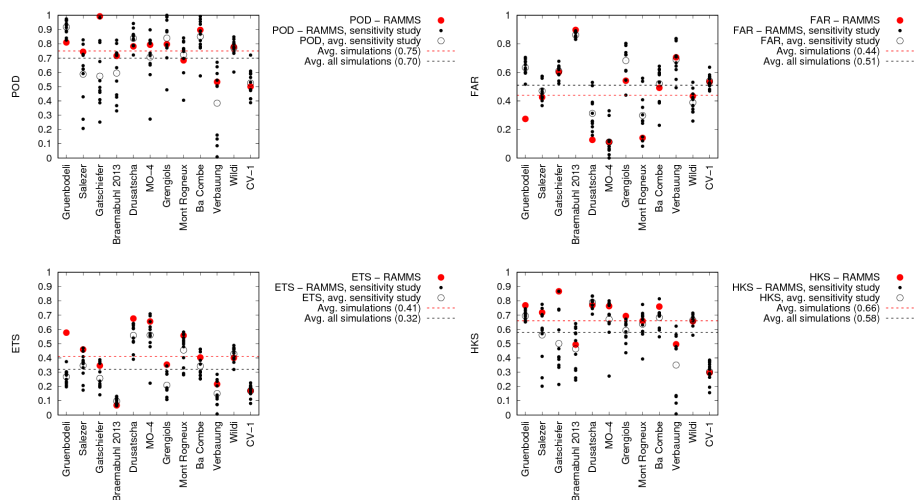 POD
1
0.9
0.8
0.7
0.6
0.5
0.4
0.3
0.2
0.1
0
Gruenbodeli
Salezer
Gatschiefer
Braemabuhl 2013
Drusatscha
MO-4
Grengiols
Mont Rogneux
Ba Combe
Verbauung
Wildi
CV-1
POD - RAMMS
POD - RAMMS, sensitivity study
POD, avg. sensitivity study
Avg. simulations (0.75)
Avg. all simulations (0.70)
FAR
1
0.8
0.6
0.4
0.2
0
Gruenbodeli
Salezer
Gatschiefer
Braemabuhl 2013
Drusatscha
MO-4
Grengiols
Mont Rogneux
Ba Combe
Verbauung
Wildi
CV-1
FAR - RAMMS
FAR - RAMMS, sensitivity study
FAR, avg. sensitivity study
Avg. simulations (0.44)
Avg. all simulations (0.51)
ETS
1
0.9
0.8
0.7
0.6
0.5
0.4
0.3
0.2
0.1
0
Gruenbodeli
Salezer
Gatschiefer
Braemabuhl 2013
Drusatscha
MO-4
Grengiols
Mont Rogneux
Ba Combe
Verbauung
Wildi
CV-1
ETS - RAMMS
ETS - RAMMS, sensitivity study
ETS, avg. sensitivity study
Avg. simulations (0.41)
Avg. all simulations (0.32)
HKS
1
0.9
0.8
0.7
0.6
0.5
0.4
0.3
0.2
0.1
0
Gruenbodeli
Salezer
Gatschiefer
Braemabuhl 2013
Drusatscha
MO-4
Grengiols
Mont Rogneux
Ba Combe
Verbauung
Wildi
CV-1
HKS - RAMMS
HKS - RAMMS, sensitivity study
HKS, avg. sensitivity study
Avg. simulations (0.66)
Avg. all simulations (0.58)